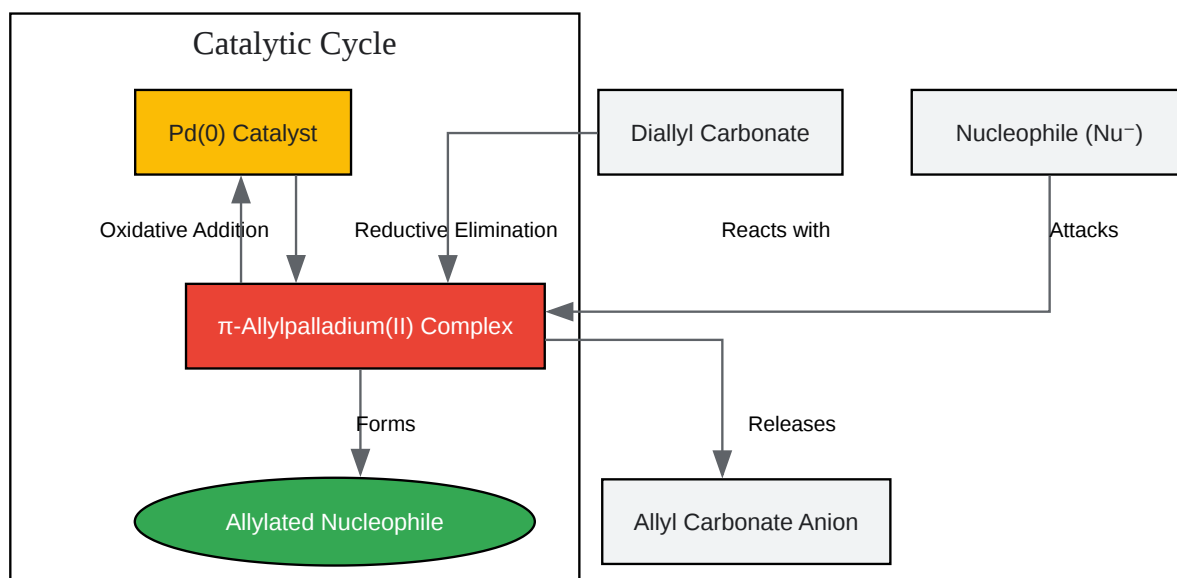 Catalytic Cycle
Pd(0) Catalyst
Diallyl Carbonate
Nucleophile (Nu⁻)
Oxidative Addition
Reductive Elimination
Reacts with
Attacks
π-Allylpalladium(II) Complex
Forms
Releases
Allylated Nucleophile
Allyl Carbonate Anion